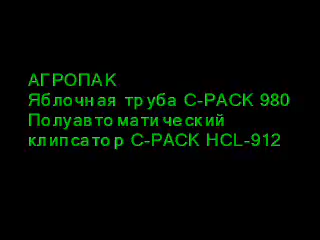 АГРОПАК
Яблочная труба C-PACK 980
Полуавтоматический
клипсатор C-PACK HCL-912